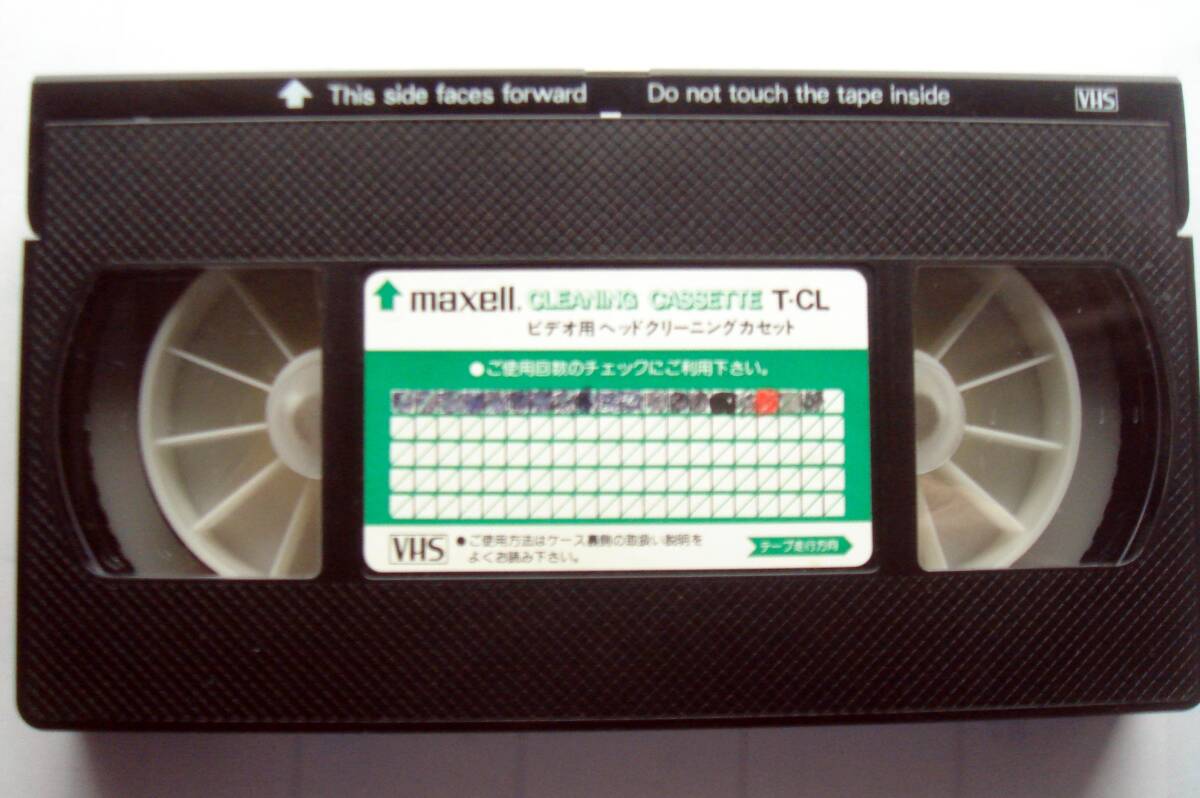 This side faces forward Do not touch the tape inside VHS
maxell. CLEANING CASSETTE T・CL
ビデオ用ヘッドクリーニングカセット
●ご使用回数のチェックにご利用下さい。
VHS
●ご使用方法はケース裏側の取扱い説明を
よくお読み下さい。
テープ走行方向